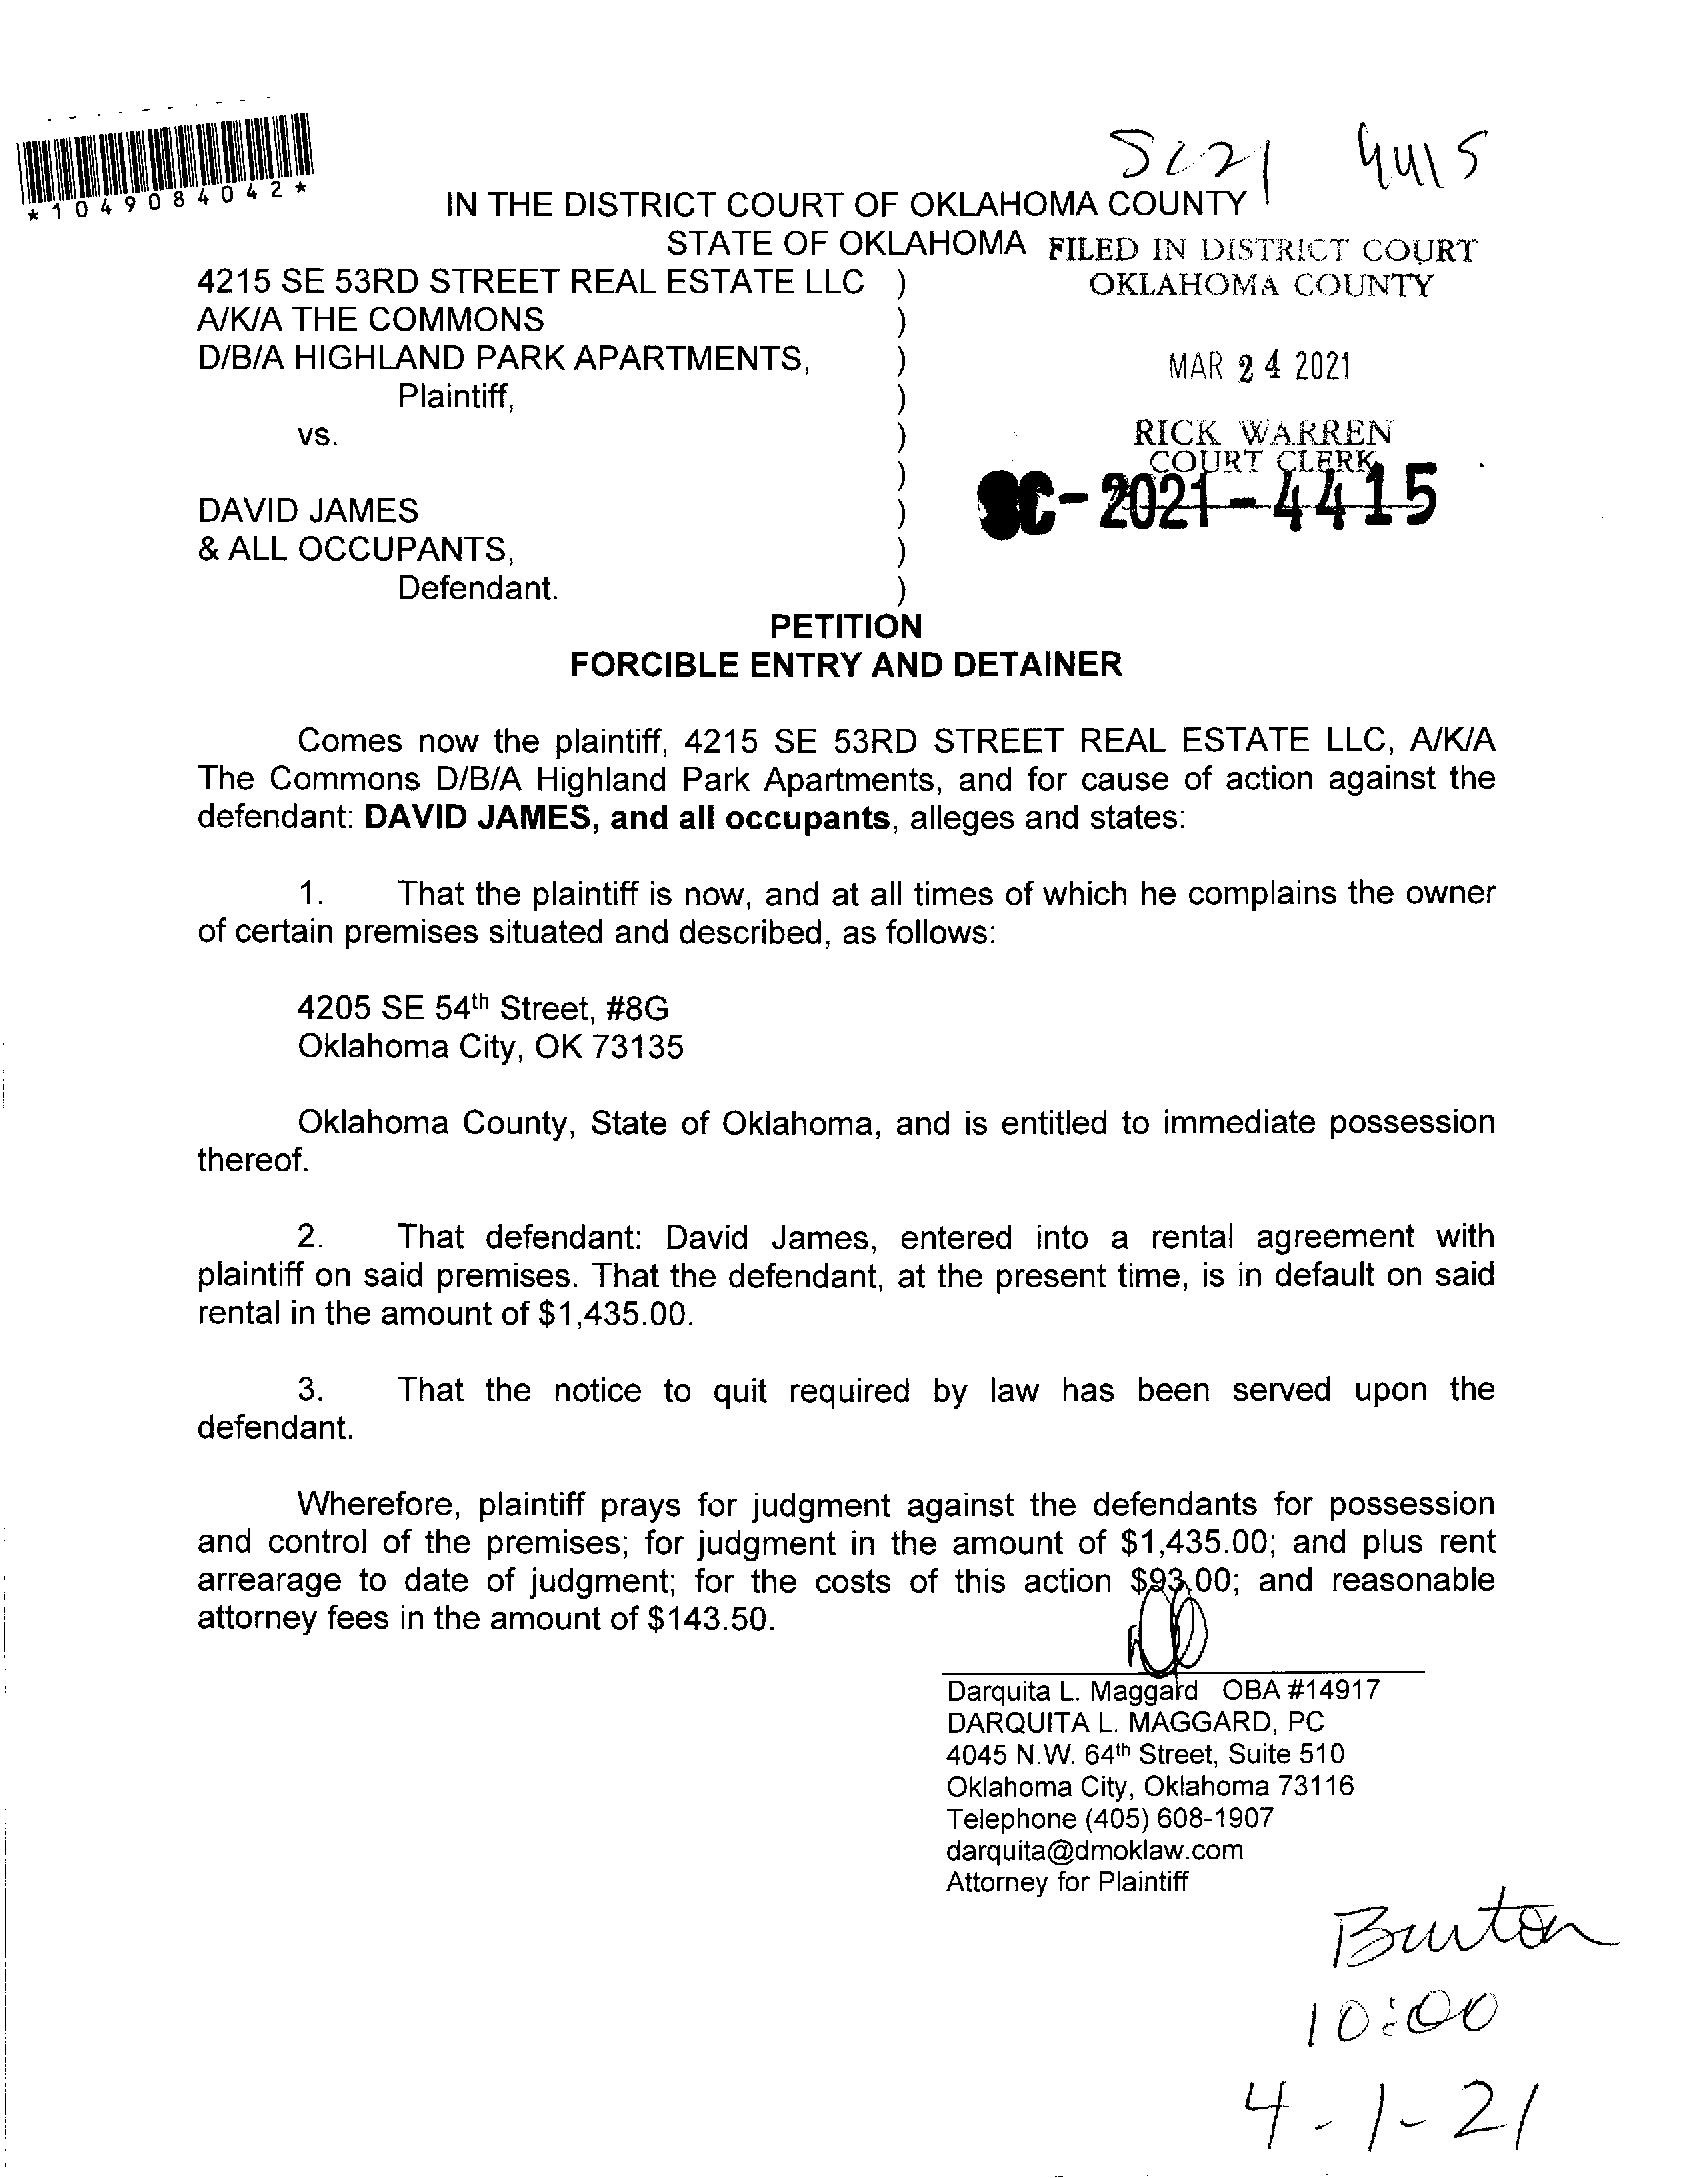 *1049084042*
SC21 4415
IN THE DISTRICT COURT OF OKLAHOMA COUNTY
STATE OF OKLAHOMA
FILED IN DISTRICT COURT
OKLAHOMA COUNTY
MAR 24 2021
RICK WARREN
COURT CLERK
SC-2021-4415
4215 SE 53RD STREET REAL ESTATE LLC )
A/K/A THE COMMONS )
D/B/A HIGHLAND PARK APARTMENTS, )
Plaintiff, )
vs. )
)
DAVID JAMES )
& ALL OCCUPANTS, )
Defendant. )
PETITION
FORCIBLE ENTRY AND DETAINER
Comes now the plaintiff, 4215 SE 53RD STREET REAL ESTATE LLC, A/K/A
The Commons D/B/A Highland Park Apartments, and for cause of action against the
defendant: DAVID JAMES, and all occupants, alleges and states:
1. That the plaintiff is now, and at all times of which he complains the owner
of certain premises situated and described, as follows:
4205 SE 54th Street, #8G
Oklahoma City, OK 73135
Oklahoma County, State of Oklahoma, and is entitled to immediate possession
thereof.
2. That defendant: David James, entered into a rental agreement with
plaintiff on said premises. That the defendant, at the present time, is in default on said
rental in the amount of $1,435.00.
3. That the notice to quit required by law has been served upon the
defendant.
Wherefore, plaintiff prays for judgment against the defendants for possession
and control of the premises; for judgment in the amount of $1,435.00; and plus rent
arrearage to date of judgment; for the costs of this action $93.00; and reasonable
attorney fees in the amount of $143.50.
Darquita L. Maggard OBA #14917
DARQUITA L. MAGGARD, PC
4045 N.W. 64th Street, Suite 510
Oklahoma City, Oklahoma 73116
Telephone (405) 608-1907
darquita@dmoklaw.com
Attorney for Plaintiff
Burton
10:00
4-1-21